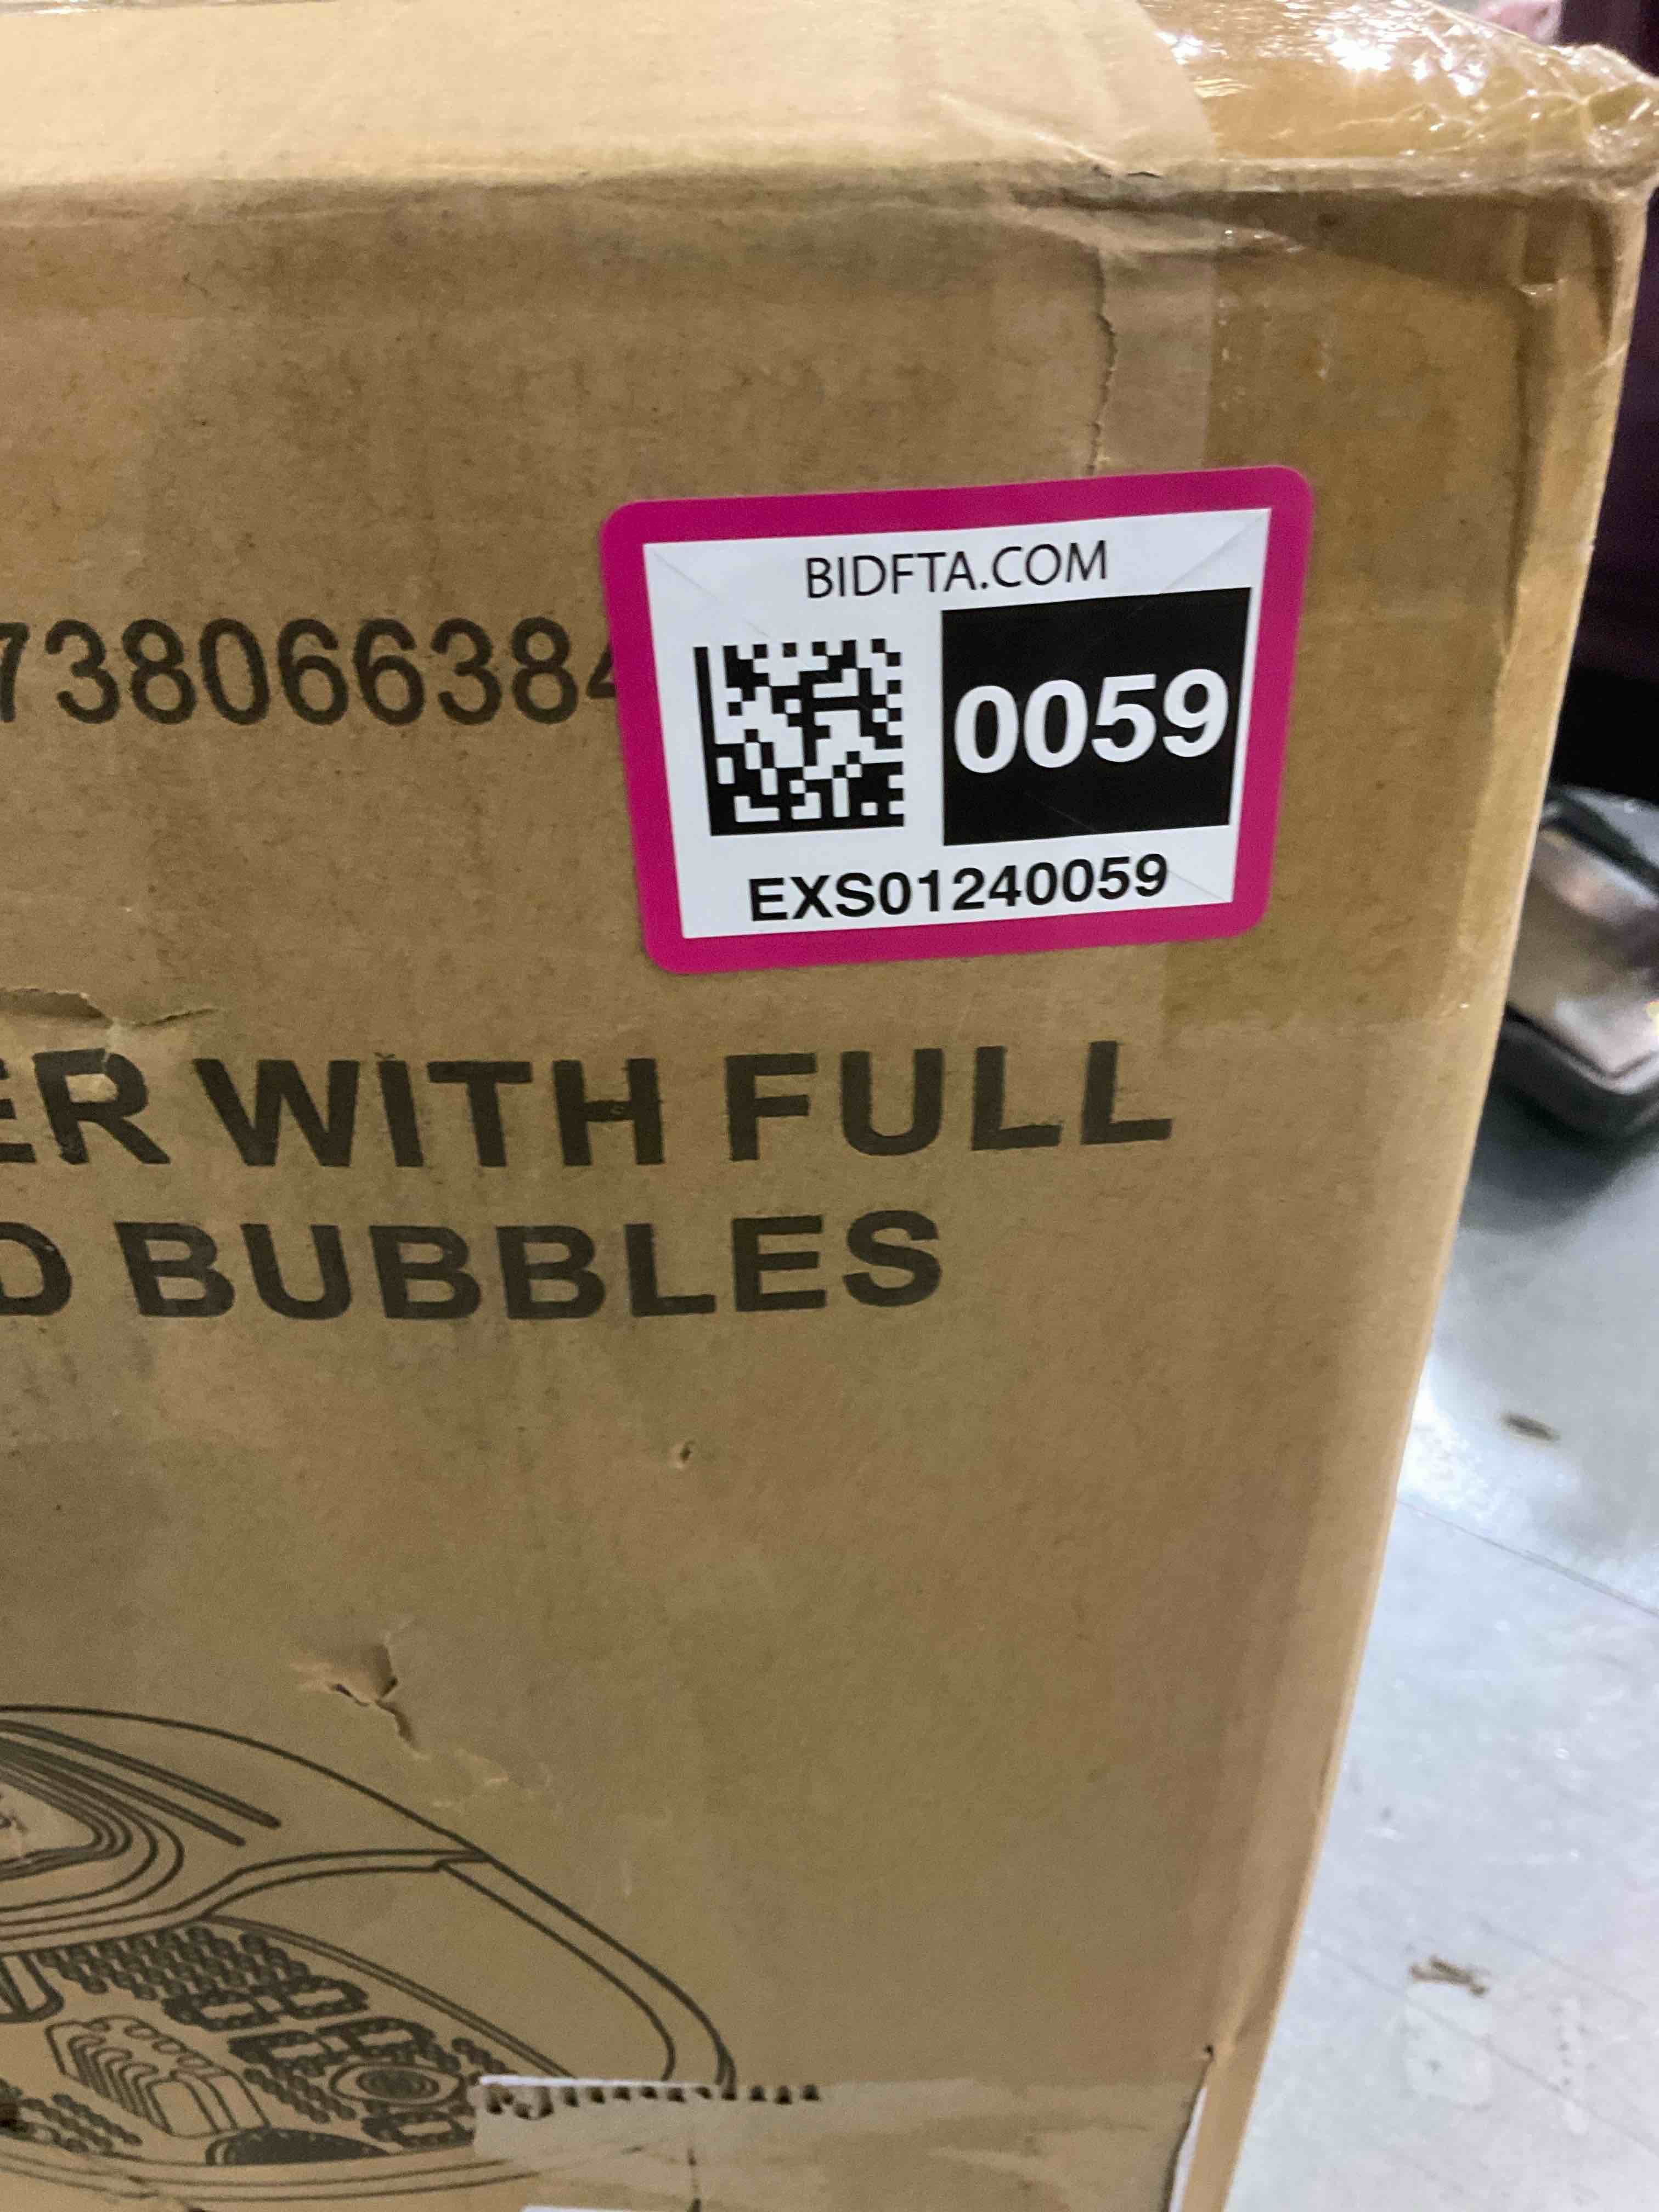 738066384
BIDFTA.COM
0059
EXS01240059
ER WITH FULL
D BUBBLES